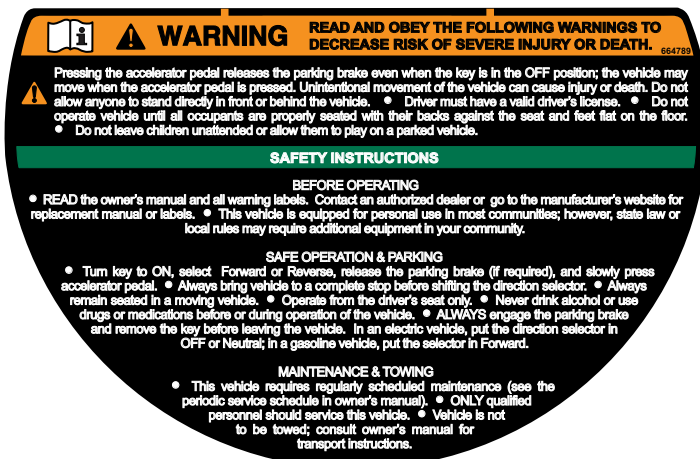 WARNING
READ AND OBEY THE FOLLOWING WARNINGS TO
DECREASE RISK OF SEVERE INJURY OR DEATH.
664789
Pressing the accelerator pedal releases the parking brake even when the key is in the OFF position; the vehicle may
move when the accelerator pedal is pressed. Unintentional movement of the vehicle can cause injury or death. Do not
allow anyone to stand directly in front or behind the vehicle. • Driver must have a valid driver's license. • Do not
operate vehicle until all occupants are properly seated with their backs against the seat and feet flat on the floor.
• Do not leave children unattended or allow them to play on a parked vehicle.
SAFETY INSTRUCTIONS
BEFORE OPERATING
• READ the owner's manual and all warning labels. Contact an authorized dealer or go to the manufacturer's website for
replacement manual or labels. • This vehicle is equipped for personal use in most communities; however, state law or
local rules may require additional equipment in your community.
SAFE OPERATION & PARKING
• Turn key to ON, select Forward or Reverse, release the parking brake (if required), and slowly press
accelerator pedal. • Always bring vehicle to a complete stop before shifting the direction selector. • Always
remain seated in a moving vehicle. • Operate from the driver's seat only. • Never drink alcohol or use
drugs or medications before or during operation of the vehicle. • ALWAYS engage the parking brake
and remove the key before leaving the vehicle. In an electric vehicle, put the direction selector in
OFF or Neutral; in a gasoline vehicle, put the selector in Forward.
MAINTENANCE & TOWING
• This vehicle requires regularly scheduled maintenance (see the
periodic service schedule in owner's manual). • ONLY qualified
personnel should service this vehicle. • Vehicle is not
to be towed; consult owner's manual for
transport instructions.